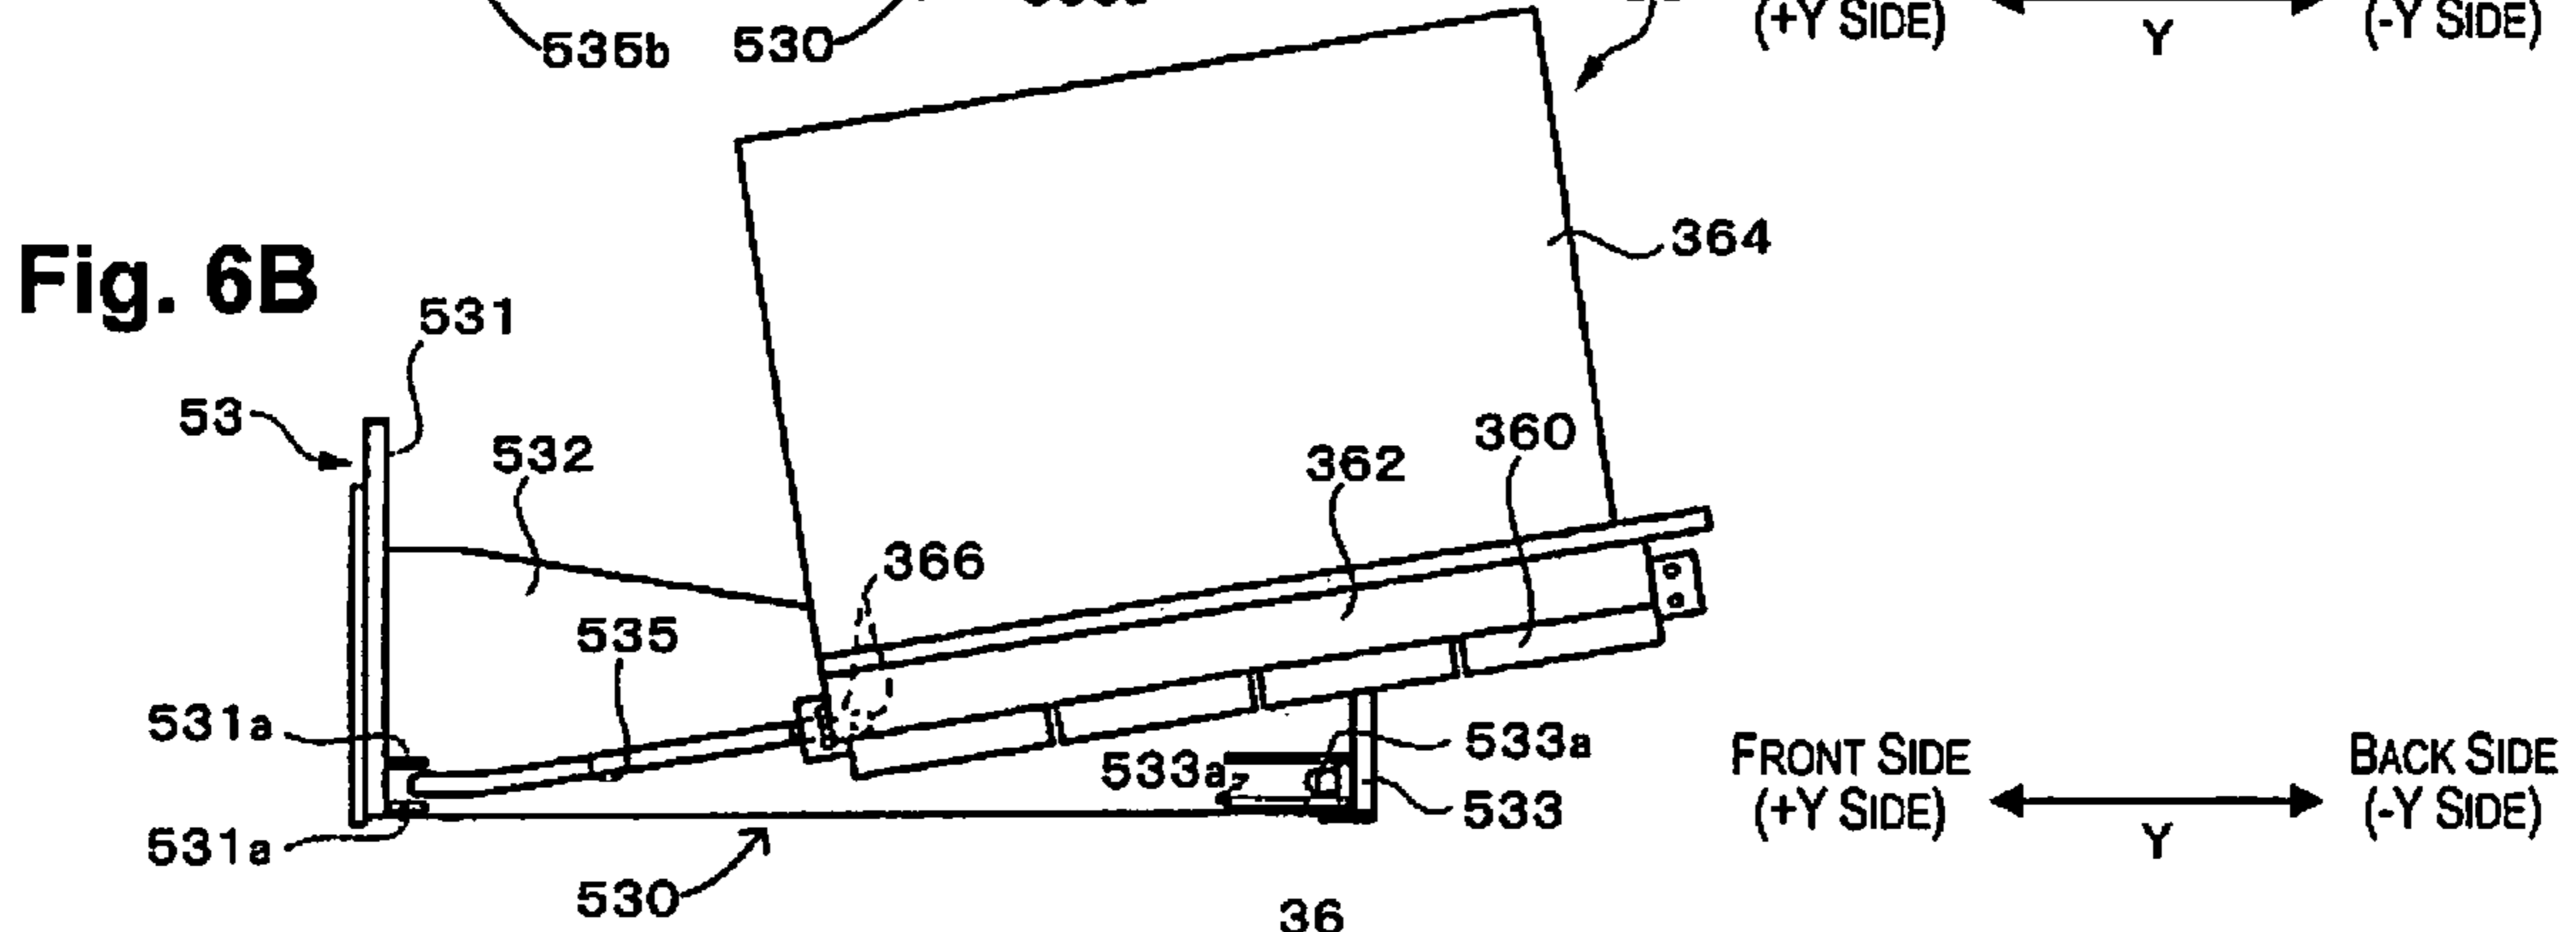 535b 530
(+Y SIDE) Y (-Y SIDE)
364
Fig. 6B
531
53
532
362
360
366
535
531a
533a
533a
533
531a
530
FRONT SIDE
(+Y SIDE)
Y
BACK SIDE
(-Y SIDE)
36